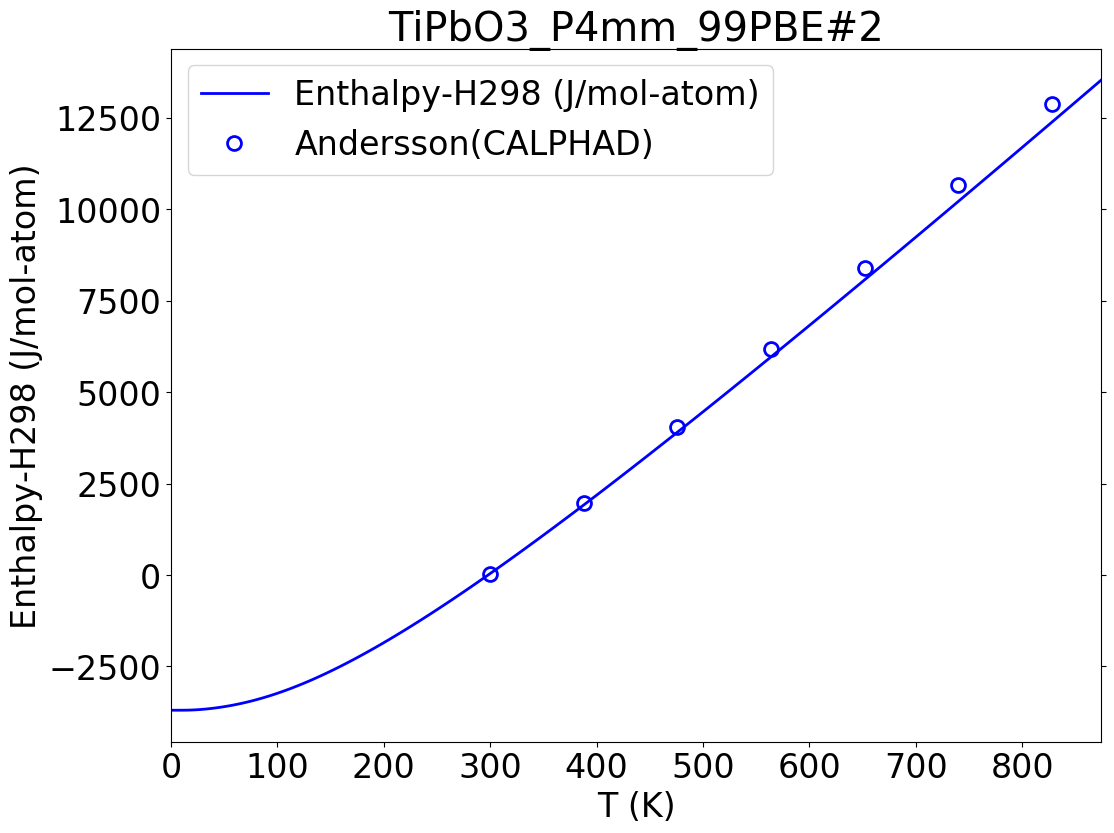 TiPbO3_P4mm_99PBE#2
Enthalpy-H298 (J/mol-atom)
Andersson(CALPHAD)
Enthalpy-H298 (J/mol-atom)
12500
10000
7500
5000
2500
0
−2500
0 100 200 300 400 500 600 700 800
T (K)